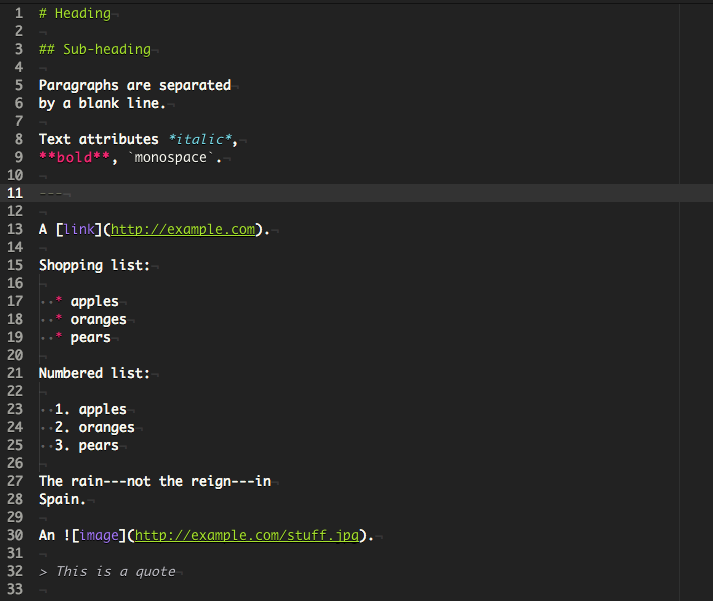 1 # Heading
2
3 ## Sub-heading
4
5 Paragraphs are separated
6 by a blank line.
7
8 Text attributes *italic*,
9 **bold**, `monospace`.
10
11 ---
12
13 A [link](http://example.com).
14
15 Shopping list:
16
17   * apples
18   * oranges
19   * pears
20
21 Numbered list:
22
23   1. apples
24   2. oranges
25   3. pears
26
27 The rain---not the reign---in
28 Spain.
29
30 An ![image](http://example.com/stuff.jpg).
31
32 > This is a quote
33